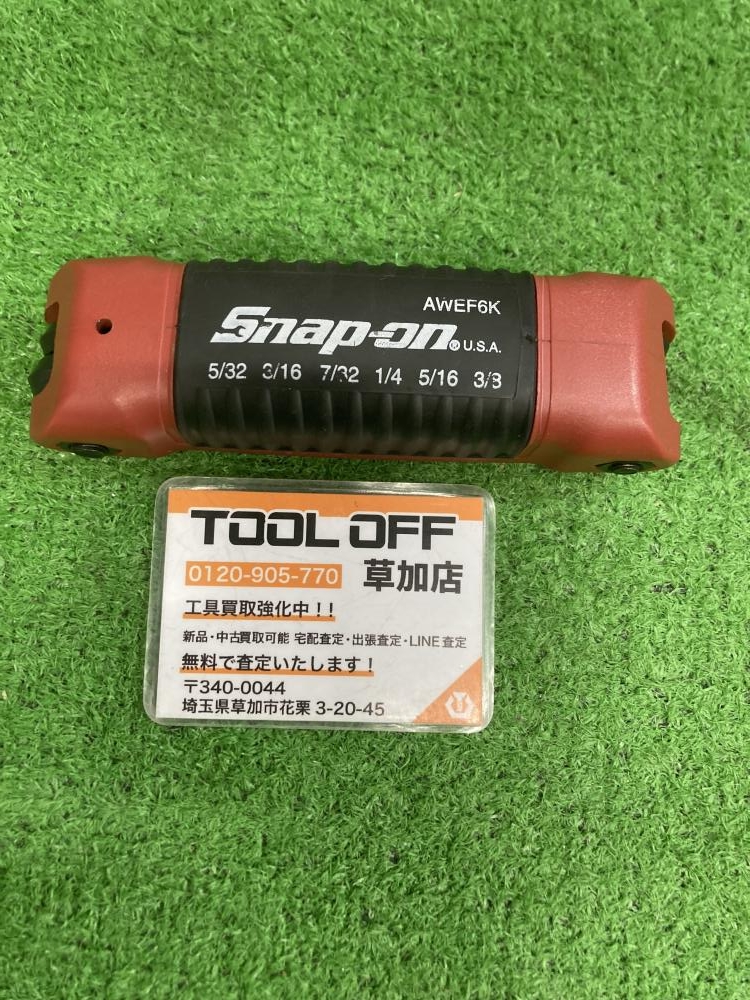 AWEF6K
Snap-on® U.S.A.
5/32 3/16 7/32 1/4 5/16 3/8
TOOL OFF
0120-905-770 草加店
工具買取強化中!!
新品・中古買取可能 宅配査定・出張査定・LINE査定
無料で査定いたします!
〒340-0044
埼玉県草加市花栗 3-20-45